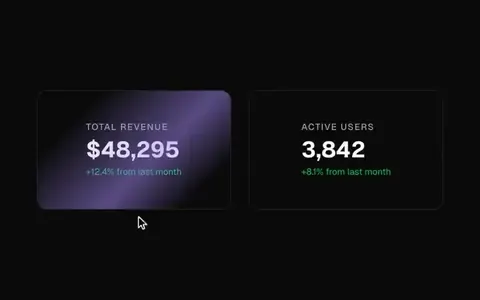 TOTAL REVENUE
$48,295
+12.4% from last month
ACTIVE USERS
3,842
+8.1% from last month